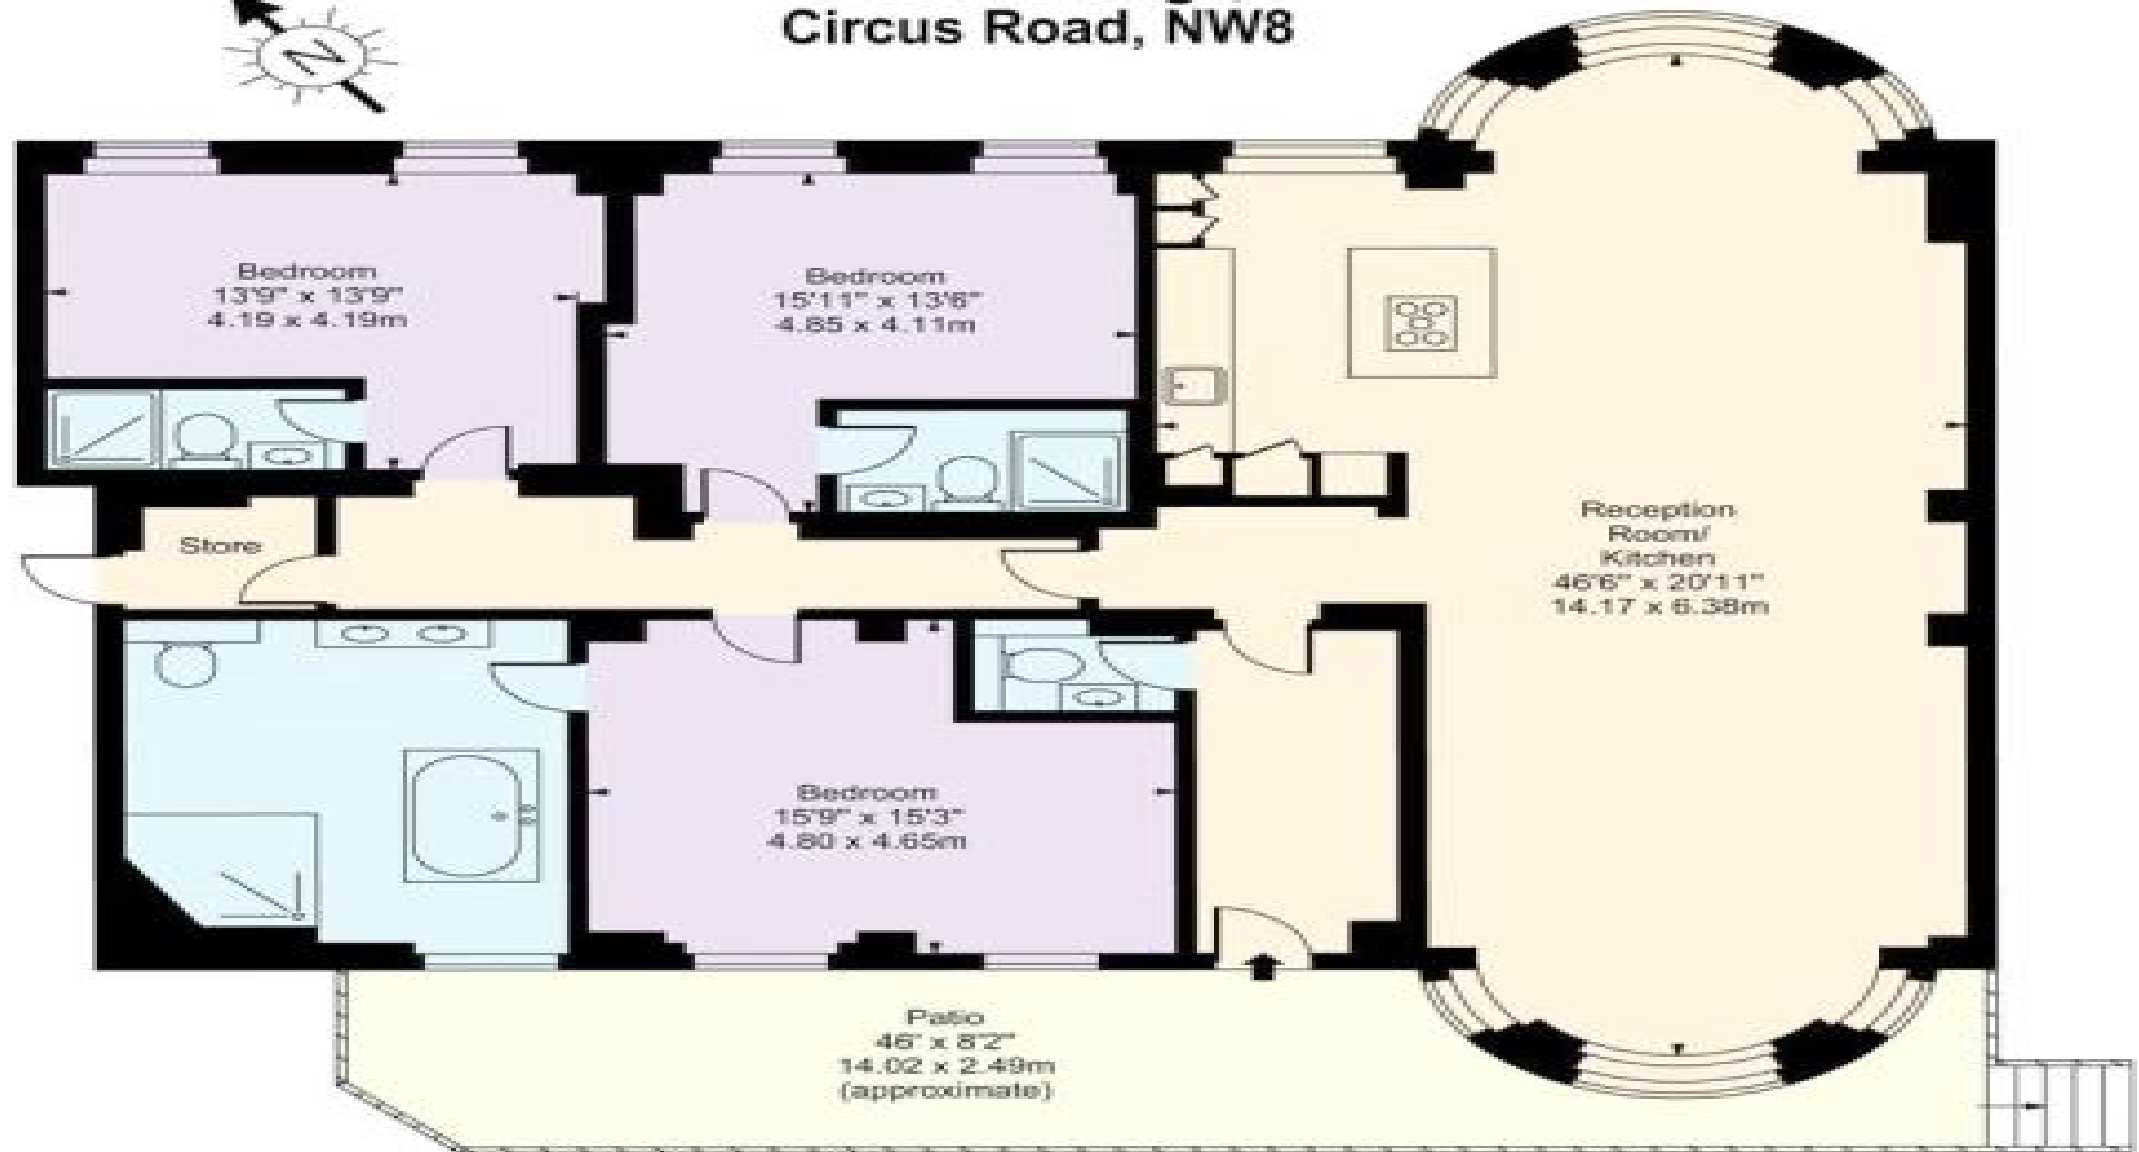 Circus Road, NW8
N
Bedroom
13'9" x 13'9"
4.19 x 4.19m
Bedroom
15'11" x 13'6"
4.85 x 4.11m
Reception
Room/
Kitchen
46'6" x 20'11"
14.17 x 6.38m
Store
Bedroom
15'9" x 15'3"
4.80 x 4.65m
Patio
46' x 8'2"
14.02 x 2.49m
(approximate)